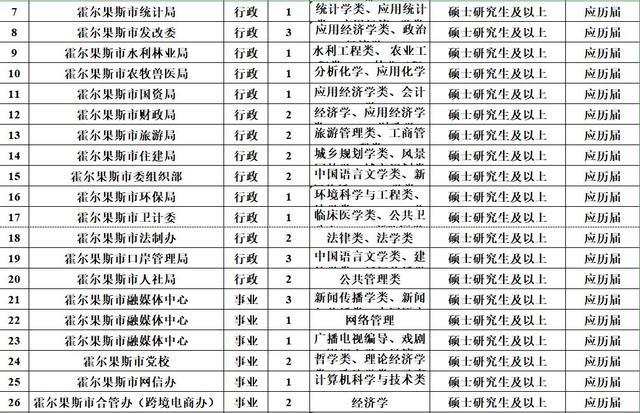 7 霍尔果斯市统计局 行政 1 统计学类、应用统计 硕士研究生及以上 应历届
8 霍尔果斯市发改委 行政 3 应用经济学类、政治 硕士研究生及以上 应历届
9 霍尔果斯市水利林业局 行政 1 水利工程类、农业工 硕士研究生及以上 应历届
10 霍尔果斯市农牧兽医局 行政 1 分析化学、应用化学 硕士研究生及以上 应历届
11 霍尔果斯市国资局 行政 1 应用经济学类、会计 硕士研究生及以上 应历届
12 霍尔果斯市财政局 行政 2 经济学、应用经济学 硕士研究生及以上 应历届
13 霍尔果斯市旅游局 行政 2 旅游管理类、工商管 硕士研究生及以上 应历届
14 霍尔果斯市住建局 行政 2 城乡规划学类、风景 硕士研究生及以上 应历届
15 霍尔果斯市委组织部 行政 2 中国语言文学类、新 硕士研究生及以上 应历届
16 霍尔果斯市环保局 行政 1 环境科学与工程类、 硕士研究生及以上 应历届
17 霍尔果斯市卫计委 行政 1 临床医学类、公共卫 硕士研究生及以上 应历届
18 霍尔果斯市法制办 行政 2 法律类、法学类 硕士研究生及以上 应历届
19 霍尔果斯市口岸管理局 行政 3 中国语言文学类、建 硕士研究生及以上 应历届
20 霍尔果斯市人社局 行政 2 公共管理类 硕士研究生及以上 应历届
21 霍尔果斯市融媒体中心 事业 3 新闻传播学类、新闻 硕士研究生及以上 应历届
22 霍尔果斯市融媒体中心 事业 1 网络管理 硕士研究生及以上 应历届
23 霍尔果斯市融媒体中心 事业 1 广播电视编导、戏剧 硕士研究生及以上 应历届
24 霍尔果斯市党校 事业 2 哲学类、理论经济学 硕士研究生及以上 应历届
25 霍尔果斯市网信办 事业 1 计算机科学与技术类 硕士研究生及以上 应历届
26 霍尔果斯市合管办（跨境电商办） 事业 2 经济学 硕士研究生及以上 应历届